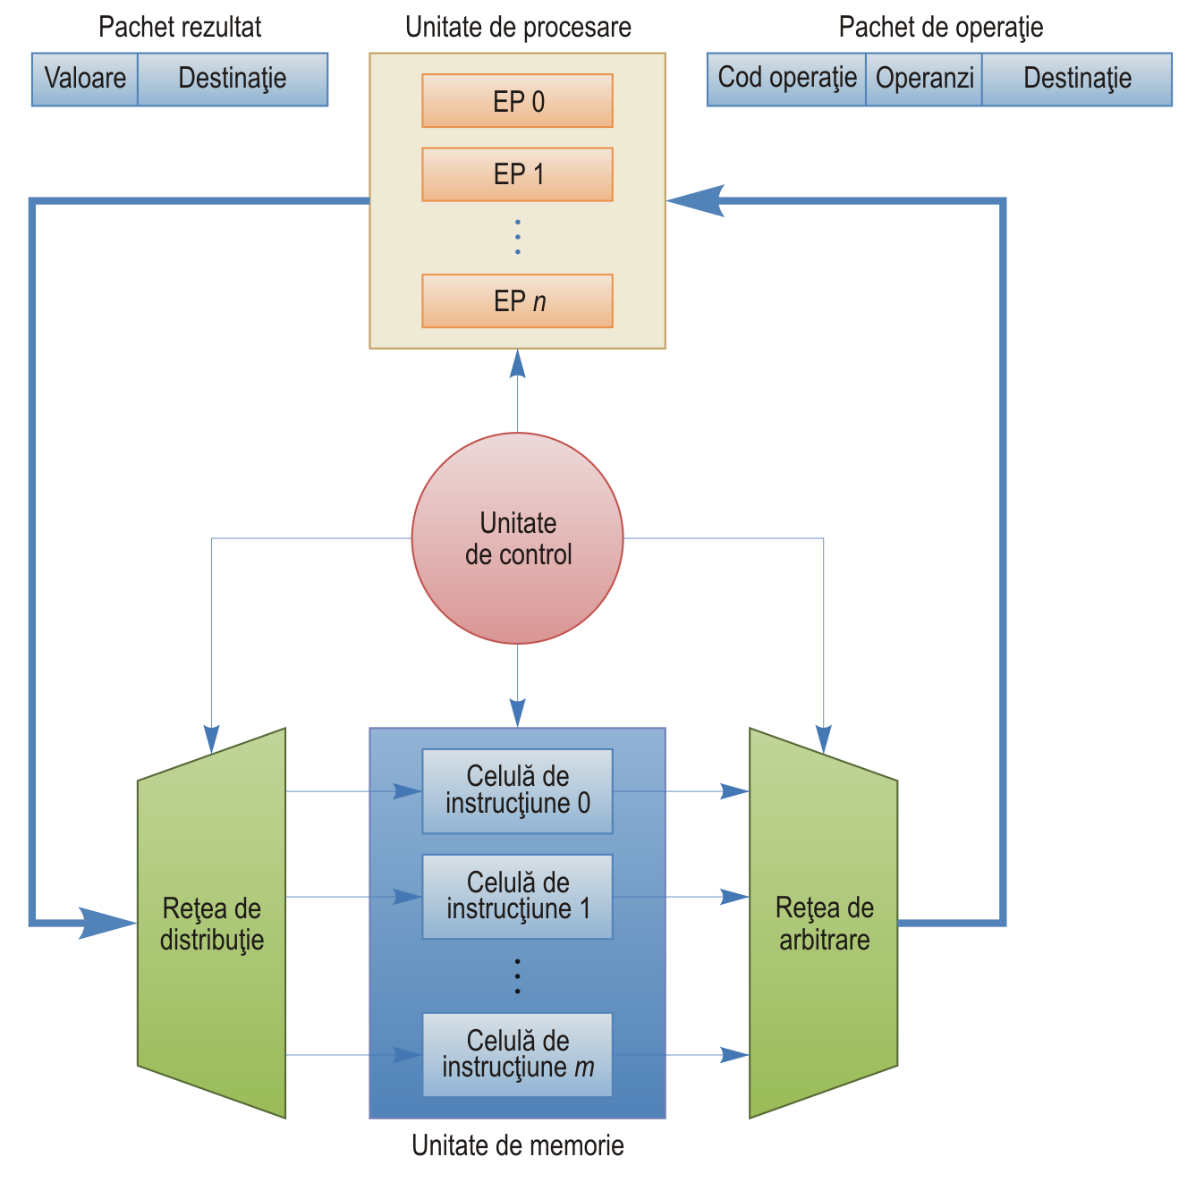 Pachet rezultat
Unitate de procesare
Pachet de operaţie
Valoare
Destinaţie
EP 0
Cod operaţie
Operanzi
Destinaţie
EP 1
EP n
Unitate
de control
Celulă de
instrucţiune 0
Celulă de
instrucţiune 1
Reţea de
distribuţie
Reţea de
arbitrare
Celulă de
instrucţiune m
Unitate de memorie